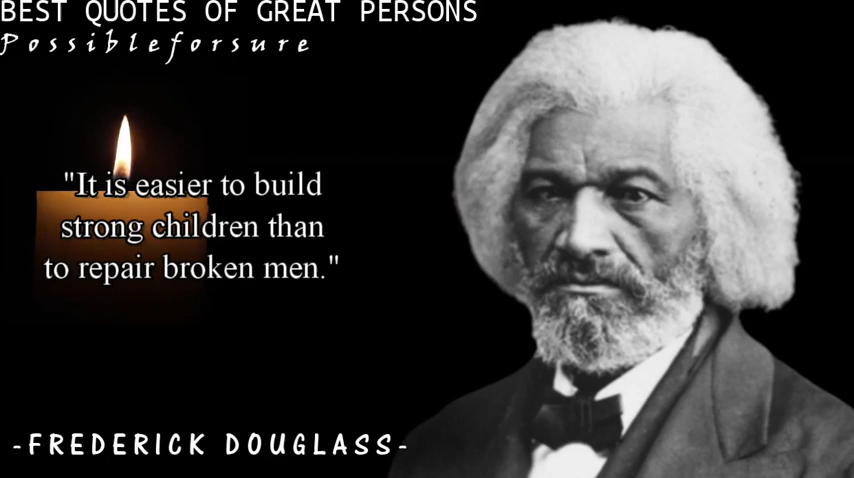 BEST QUOTES OF GREAT PERSONS
Possibleforsure
"It is easier to build
strong children than
to repair broken men."
-FREDERICK DOUGLASS-